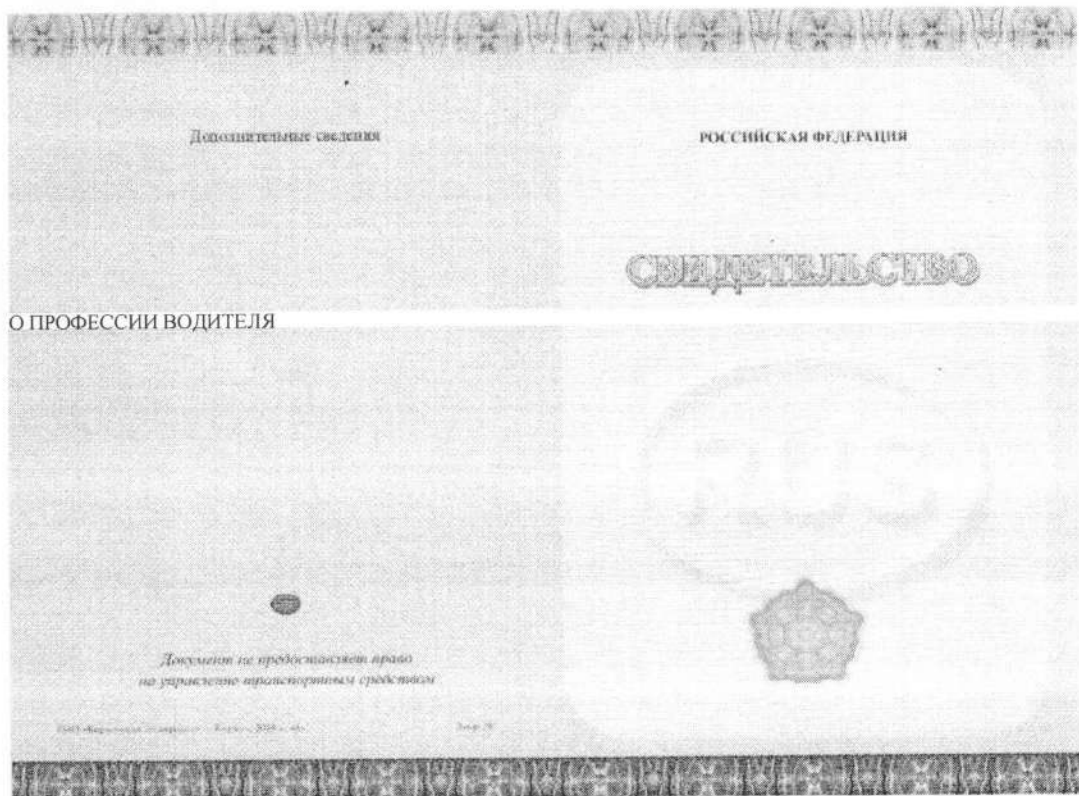 Дополнительные сведения
РОССИЙСКАЯ ФЕДЕРАЦИЯ
СВИДЕТЕЛЬСТВО
О ПРОФЕССИИ ВОДИТЕЛЯ
Документ не предоставляет право
на управление транспортным средством